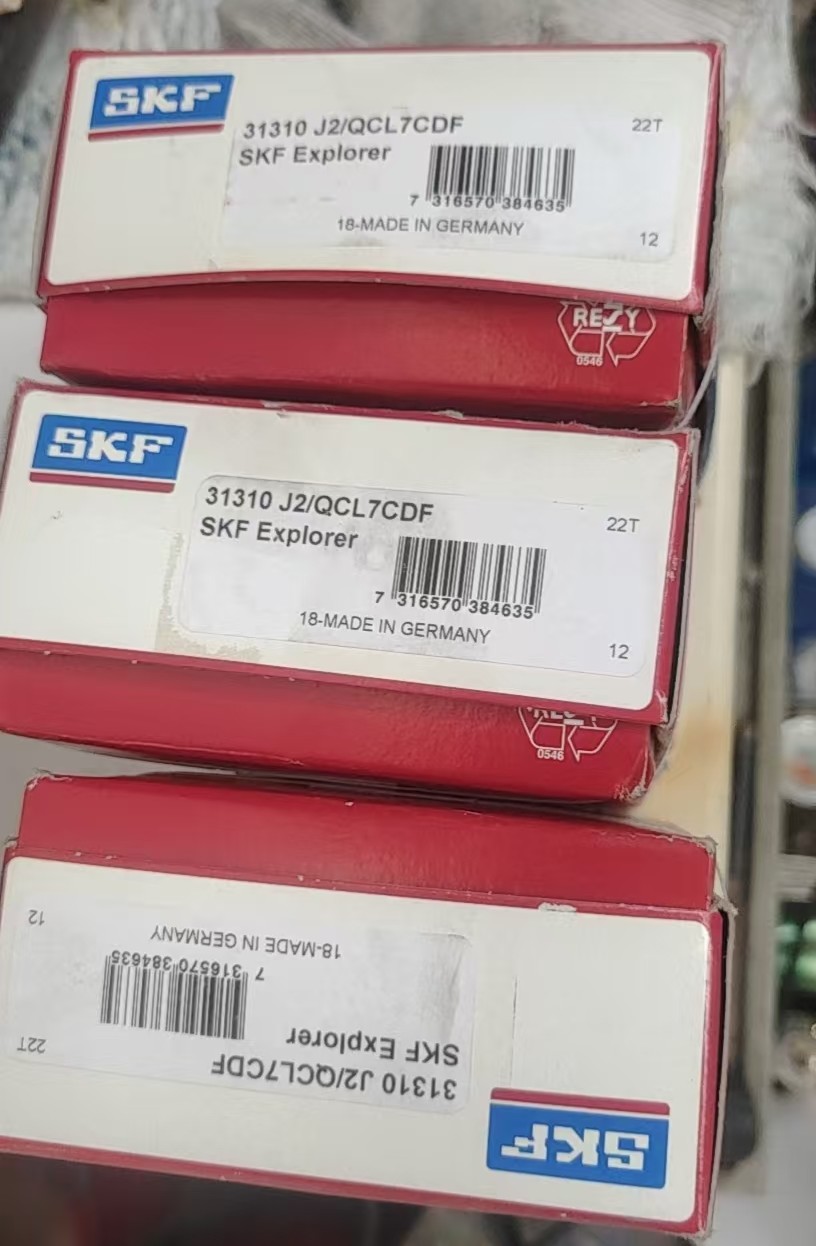 SKF
31310 J2/QCL7CDF
22T
SKF Explorer
7 316570 384635
18-MADE IN GERMANY
12
RESY
0546
SKF
31310 J2/QCL7CDF
22T
SKF Explorer
7 316570 384635
18-MADE IN GERMANY
12
RESY
0546
SKF
31310 J2/QCL7CDF
22T
SKF Explorer
7 316570 384635
18-MADE IN GERMANY
12